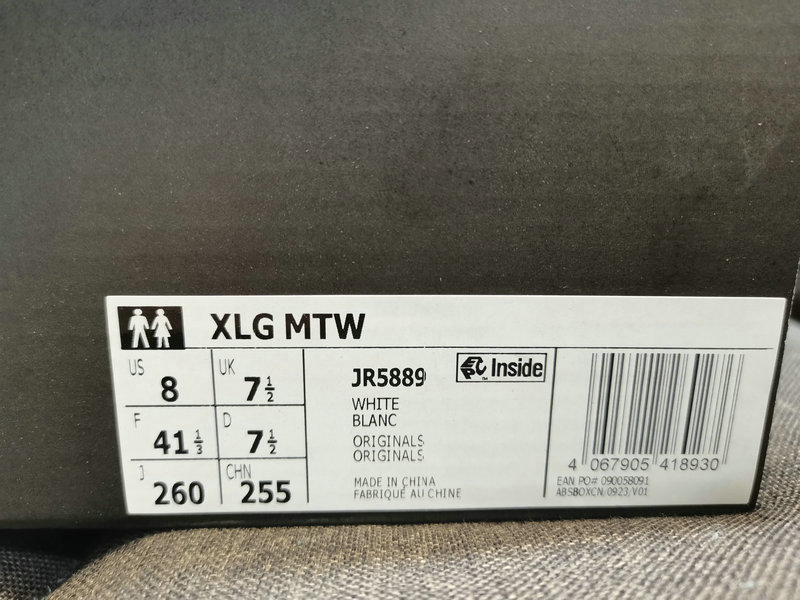 XLG MTW
US 8 UK 7 1/2
F 41 1/3 D 7 1/2
J 260 CHN 255
JR5889
Inside
WHITE
BLANC
ORIGINALS
ORIGINALS
MADE IN CHINA
FABRIQUÉ AU CHINE
4 067905 418930
EAN PO# 090058091
ABSBOXCN/0923/V01